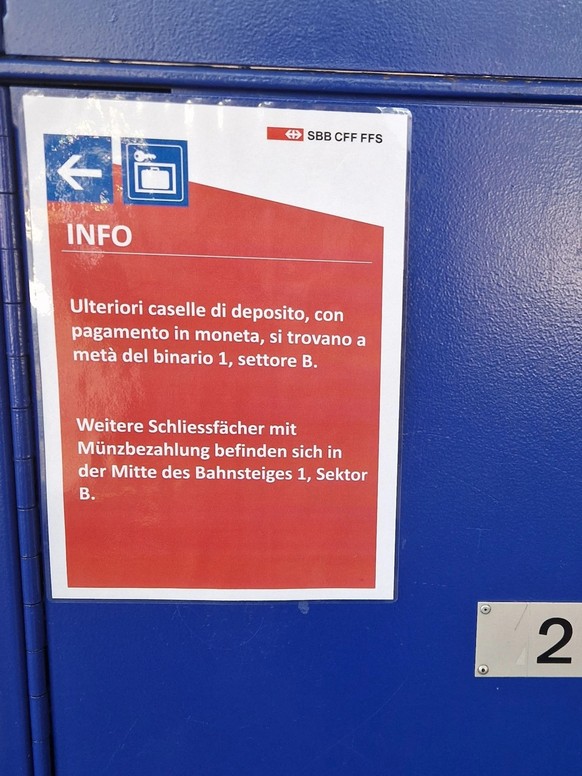 SBB CFF FFS
INFO
Ulteriori caselle di deposito, con
pagamento in moneta, si trovano a
metà del binario 1, settore B.
Weitere Schliessfächer mit
Münzbezahlung befinden sich in
der Mitte des Bahnsteiges 1, Sektor
B.
2